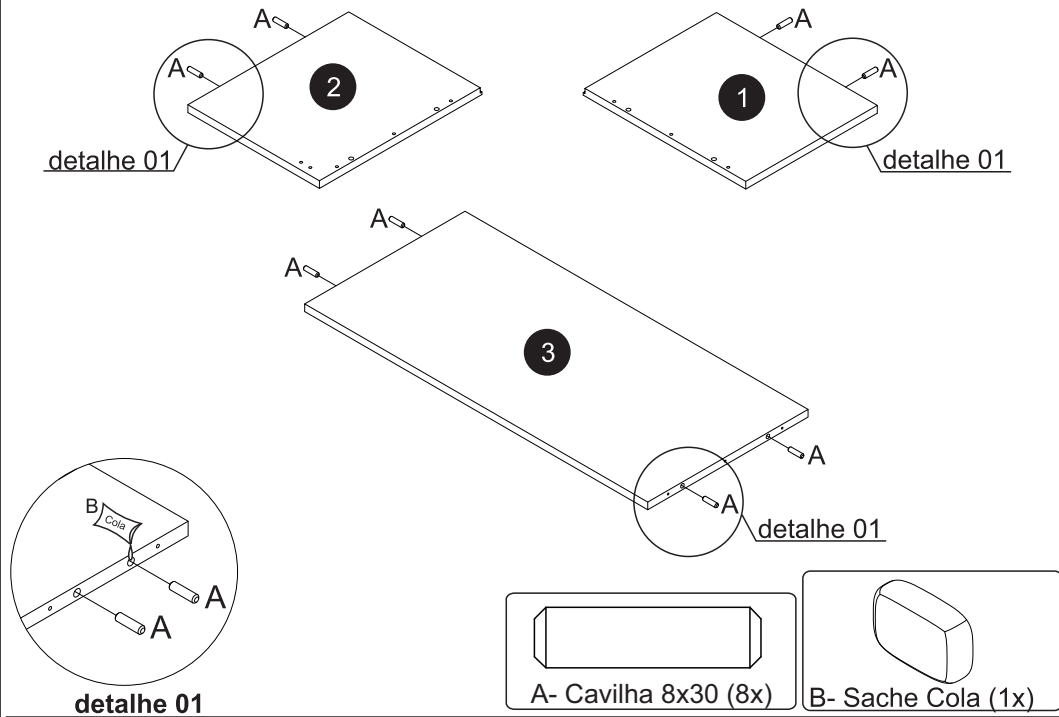 A
A
2
detalhe 01
A
A
1
detalhe 01
A
A
3
A
A
detalhe 01
B
Cola
A
A
detalhe 01
A- Cavilha 8x30 (8x)
B- Sache Cola (1x)